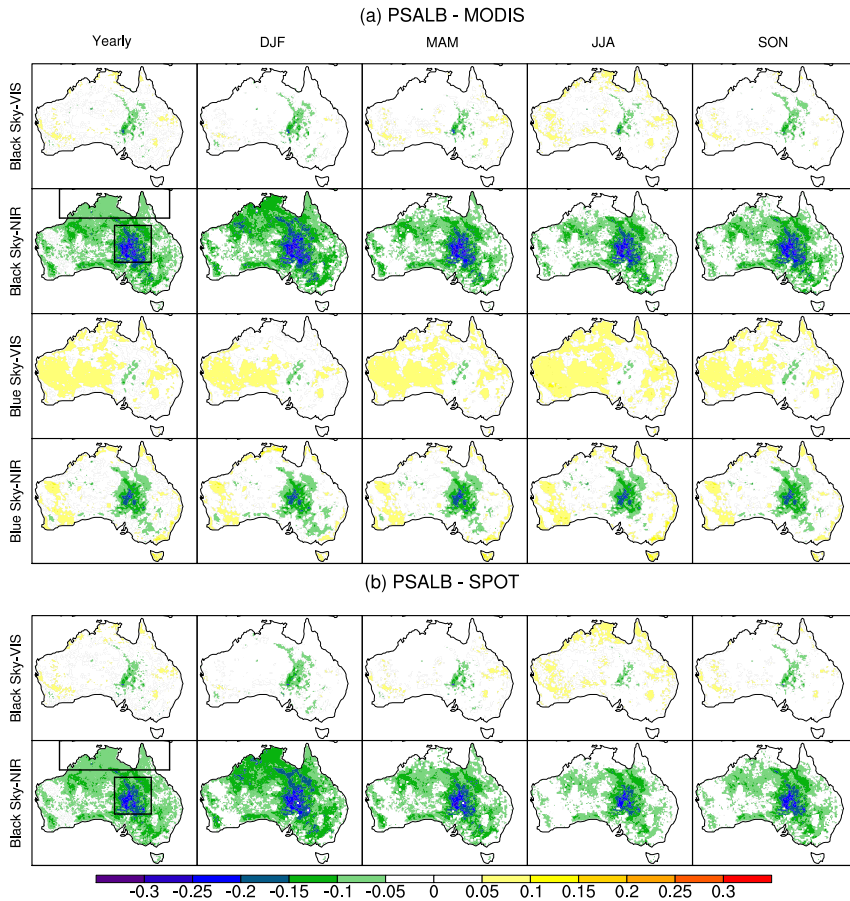 (a) PSALB - MODIS
Yearly DJF MAM JJA SON
Black Sky-VIS
Black Sky-NIR
Blue Sky-VIS
Blue Sky-NIR
(b) PSALB - SPOT
Black Sky-VIS
Black Sky-NIR
-0.3 -0.25 -0.2 -0.15 -0.1 -0.05 0 0.05 0.1 0.15 0.2 0.25 0.3